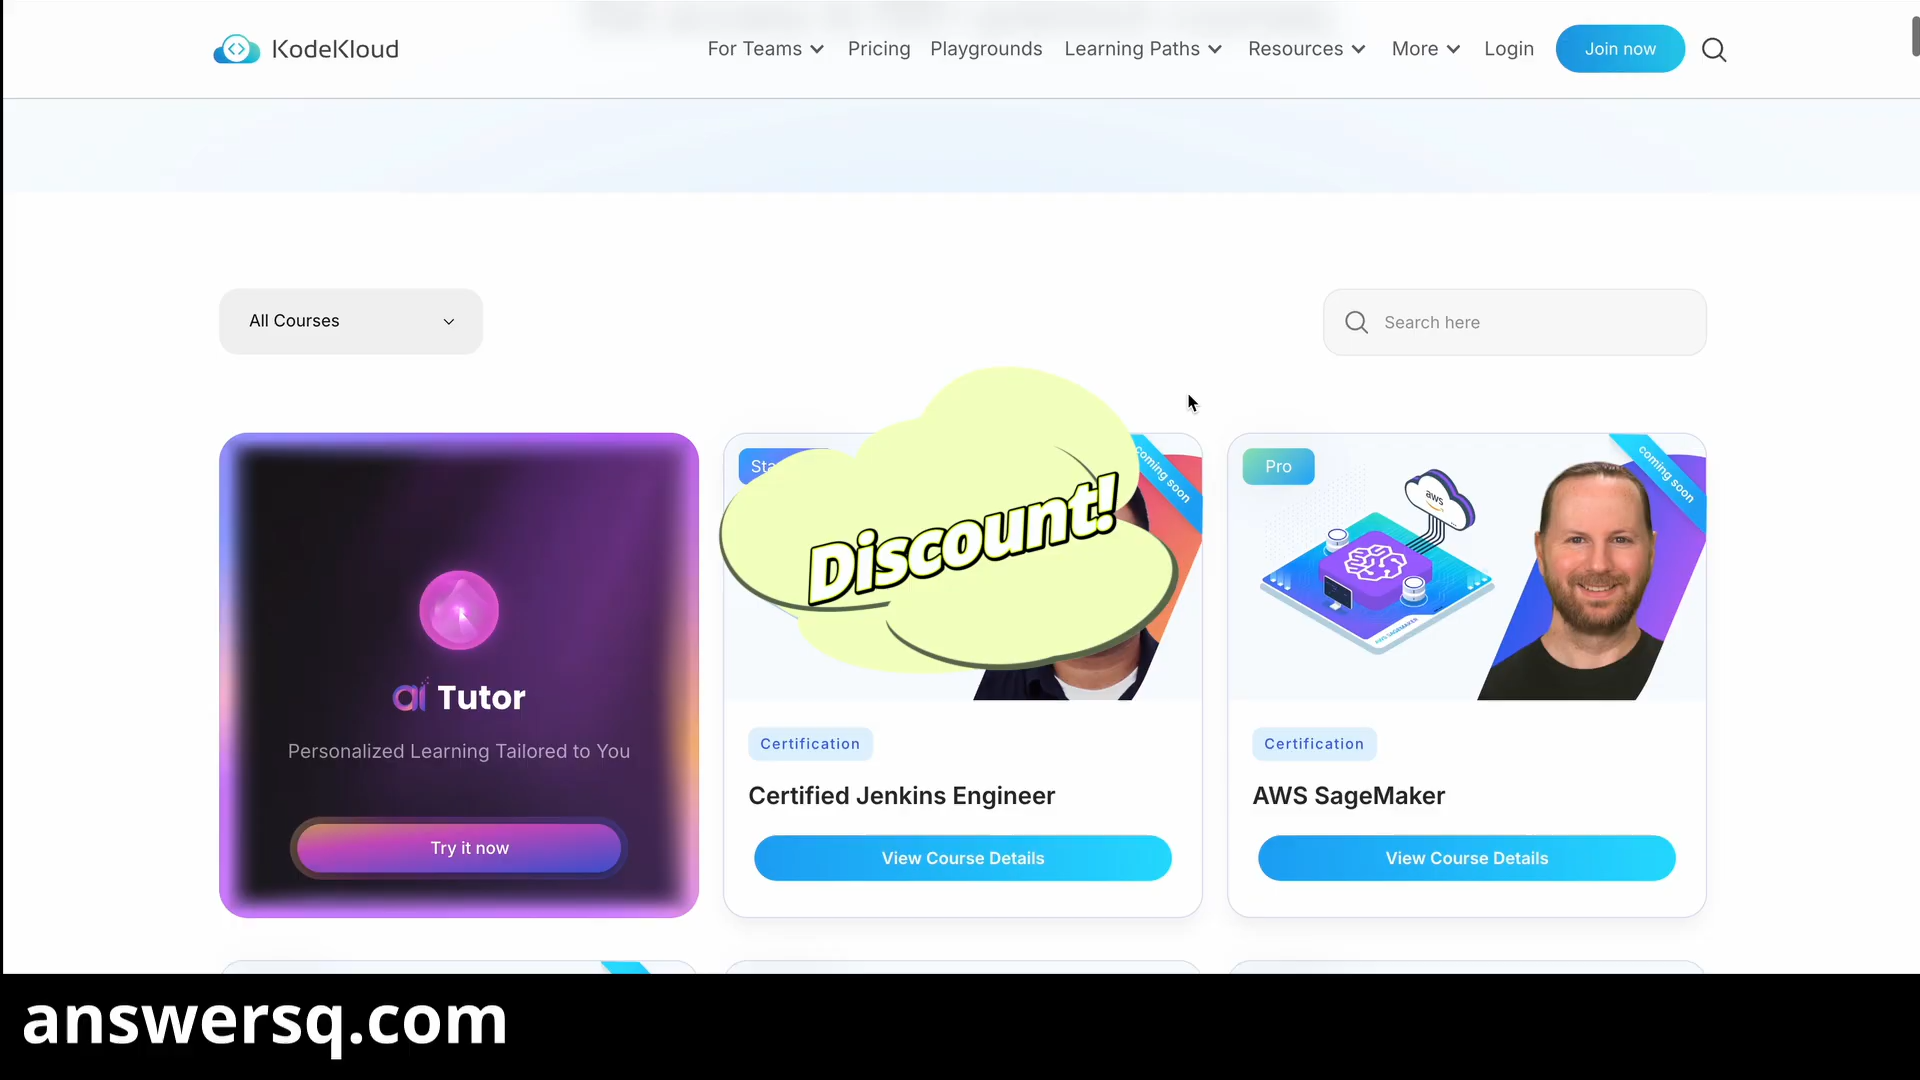 KodeKloud
For Teams
Pricing
Playgrounds
Learning Paths
Resources
More
Login
Join now
All Courses
Search here
coming soon
Discount!
Pro
aws
AWS SAGEMAKER
coming soon
ai Tutor
Personalized Learning Tailored to You
Try it now
Certification
Certified Jenkins Engineer
View Course Details
Certification
AWS SageMaker
View Course Details
answersq.com